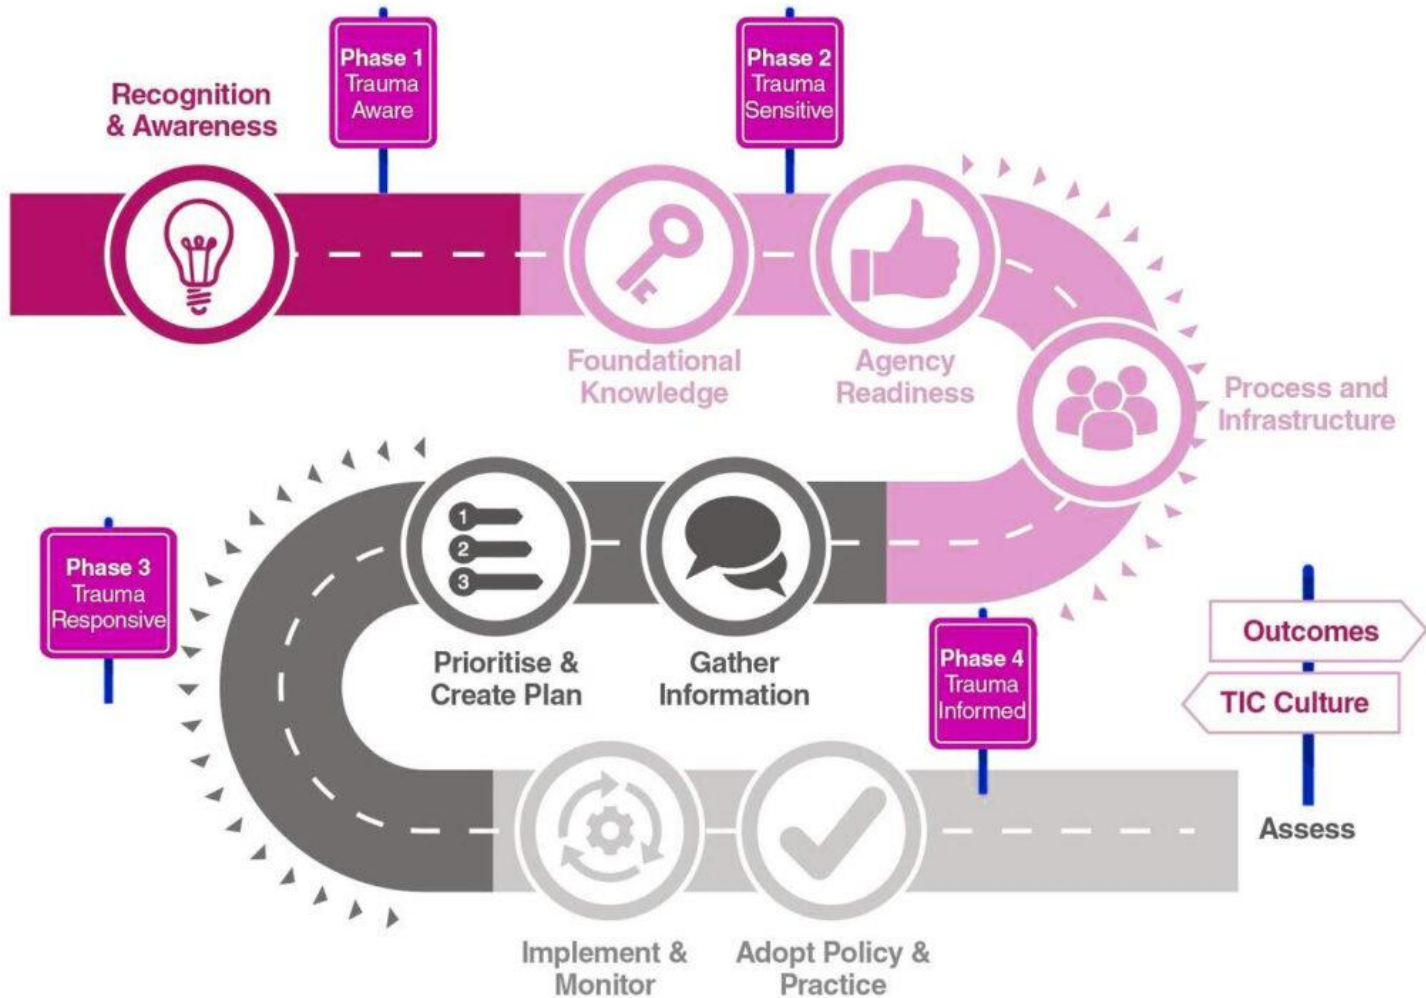 Recognition
& Awareness
Phase 1
Trauma
Aware
Phase 2
Trauma
Sensitive
Foundational
Knowledge
Agency
Readiness
Process and
Infrastructure
Gather
Information
1
2
3
Prioritise &
Create Plan
Phase 3
Trauma
Responsive
Implement &
Monitor
Adopt Policy &
Practice
Phase 4
Trauma
Informed
Outcomes
TIC Culture
Assess